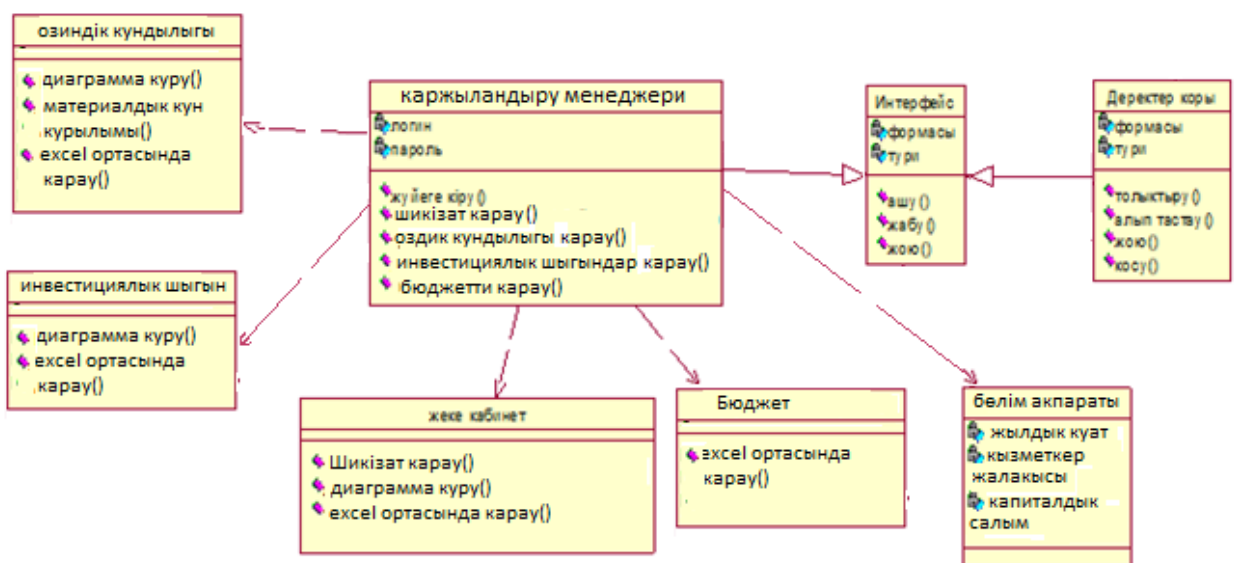 озиндік кундылыгы
диаграмма куру()
материалдык кун
курылымы()
excel ортасында
карау()
каржыландыру менеджери
логин
пароль
жуйеге кіру()
шикізат карау()
оздик кундылыгы карау()
инвестициялык шыгындар карау()
бюджетти карау()
Интерфейс
формасы
тури
ашу()
жабу()
жою()
Деректер коры
формасы
тури
толыктыру()
алып тастау()
жою()
косу()
инвестициялык шыгын
диаграмма куру()
excel ортасында
карау()
жеке кабинет
Шикізат карау()
диаграмма куру()
excel ортасында карау()
Бюджет
excel ортасында
карау()
бөлім акпараты
жылдык куат
кызметкер
жалакысы
капиталдык
салым